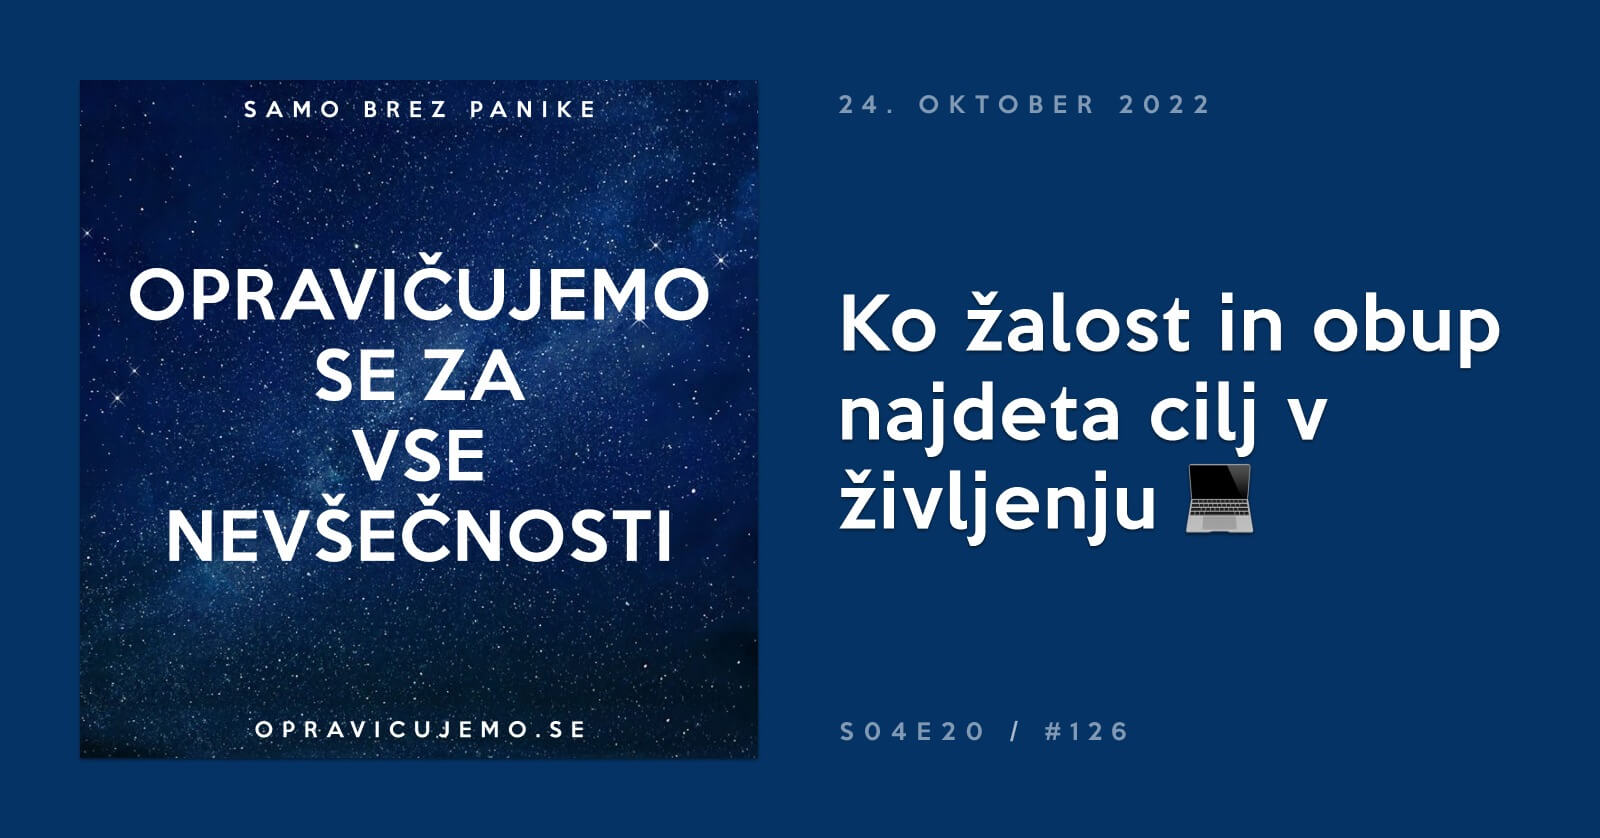 SAMO BREZ PANIKE
OPRAVIČUJEMO
SE ZA
VSE
NEVŠEČNOSTI
OPRAVICUJEMO.SE
24. OKTOBER 2022
Ko žalost in obup
najdeta cilj v
življenju 💻
S04E20 / #126